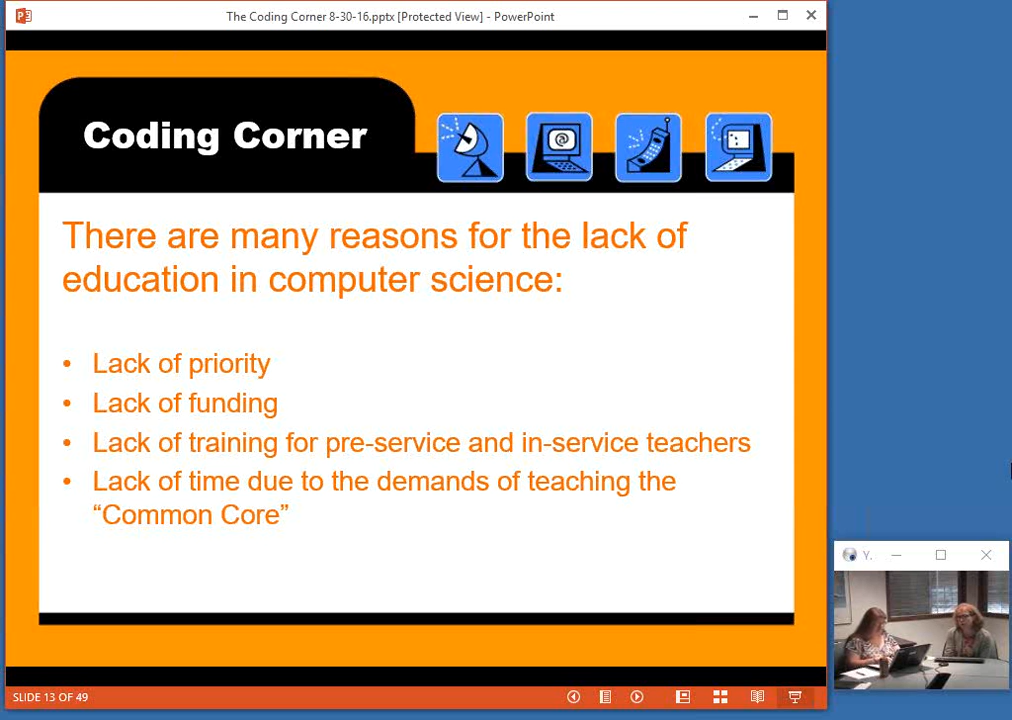 The Coding Corner 8-30-16.pptx [Protected View] - PowerPoint
Coding Corner
There are many reasons for the lack of
education in computer science:
• Lack of priority
• Lack of funding
• Lack of training for pre-service and in-service teachers
• Lack of time due to the demands of teaching the
“Common Core”
Y.
SLIDE 13 OF 49